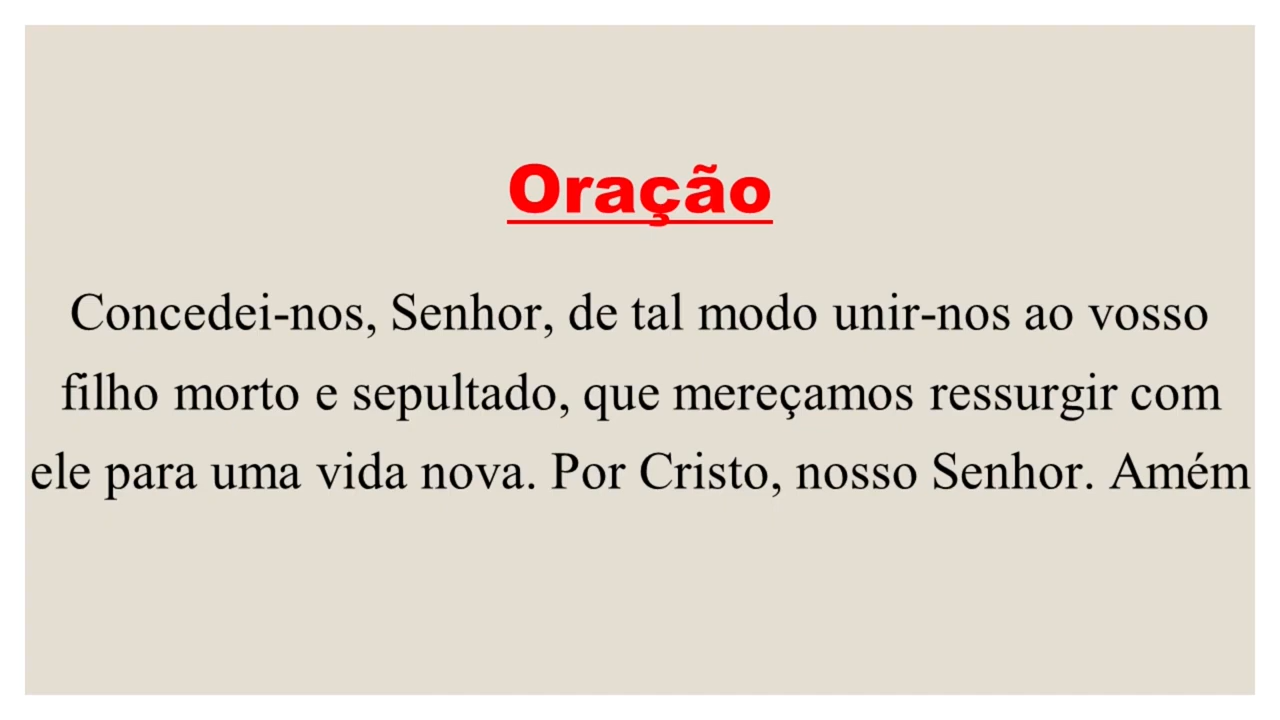 Oração
Concedei-nos, Senhor, de tal modo unir-nos ao vosso
filho morto e sepultado, que mereçamos ressurgir com
ele para uma vida nova. Por Cristo, nosso Senhor. Amém